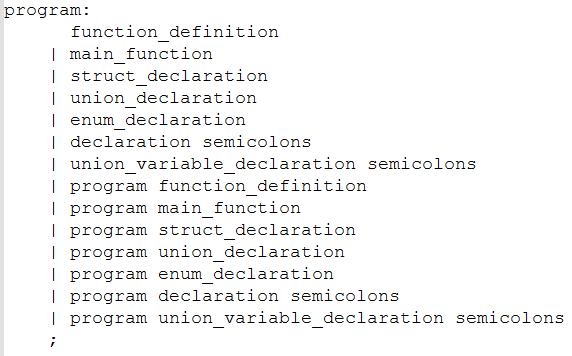 program:
function_definition
| main_function
| struct_declaration
| union_declaration
| enum_declaration
| declaration semicolons
| union_variable_declaration semicolons
| program function_definition
| program main_function
| program struct_declaration
| program union_declaration
| program enum_declaration
| program declaration semicolons
| program union_variable_declaration semicolons
;